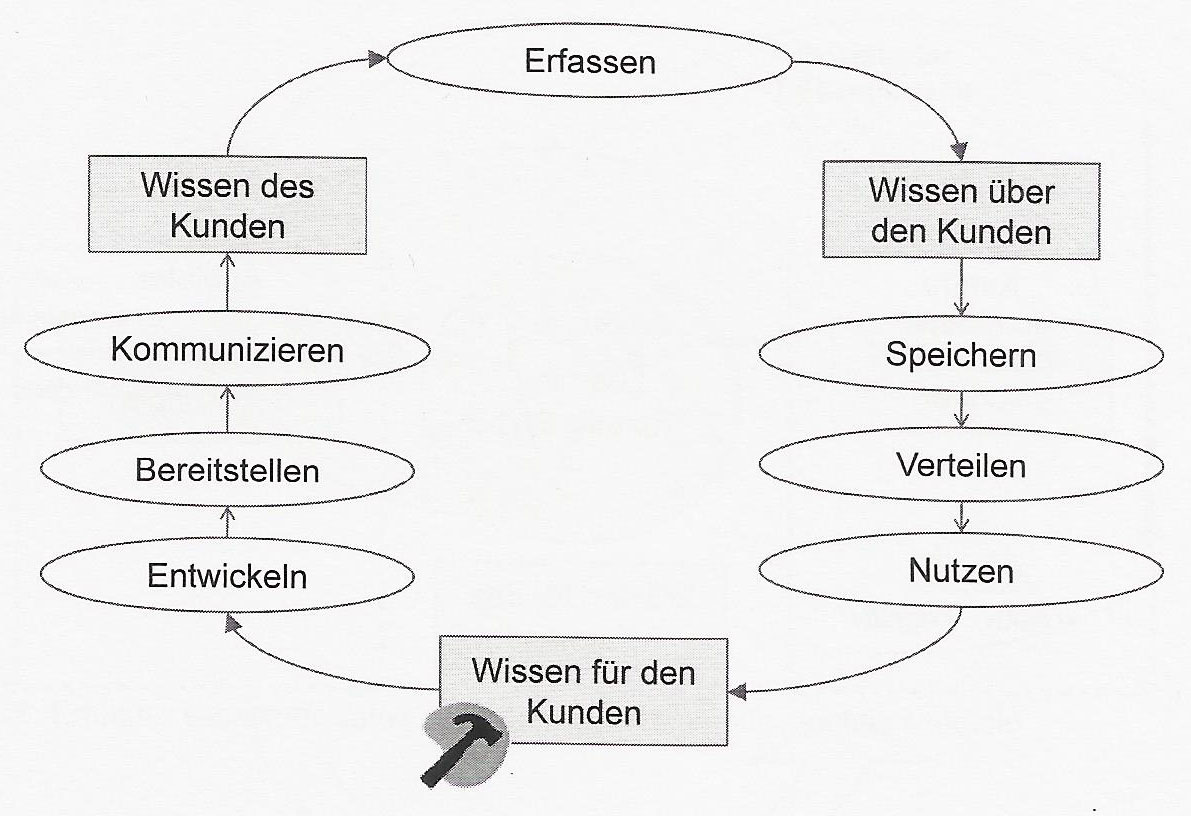 Erfassen
Wissen des
Kunden
Wissen über
den Kunden
Kommunizieren
Speichern
Bereitstellen
Verteilen
Entwickeln
Nutzen
Wissen für den
Kunden